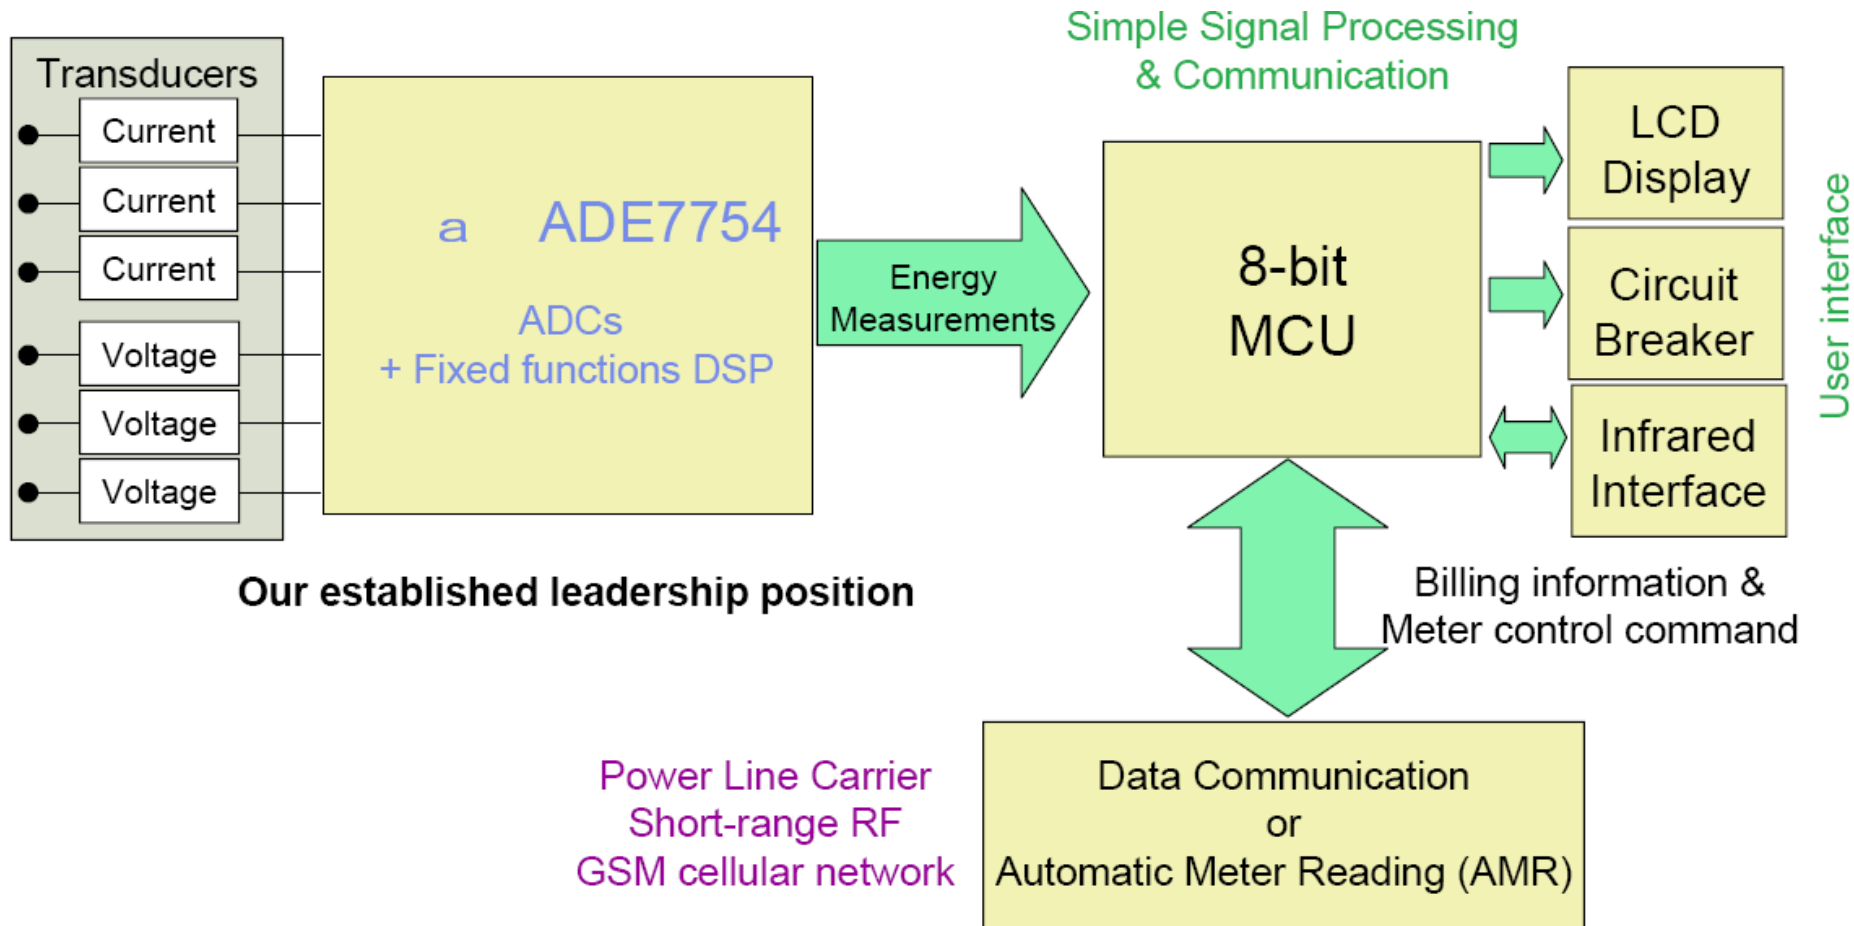 Transducers
Current
Current
Current
Voltage
Voltage
Voltage
a ADE7754
ADCs
+ Fixed functions DSP
Energy
Measurements
Simple Signal Processing
& Communication
8-bit
MCU
LCD
Display
Circuit
Breaker
Infrared
Interface
User interface
Our established leadership position
Billing information &
Meter control command
Power Line Carrier
Short-range RF
GSM cellular network
Data Communication
or
Automatic Meter Reading (AMR)